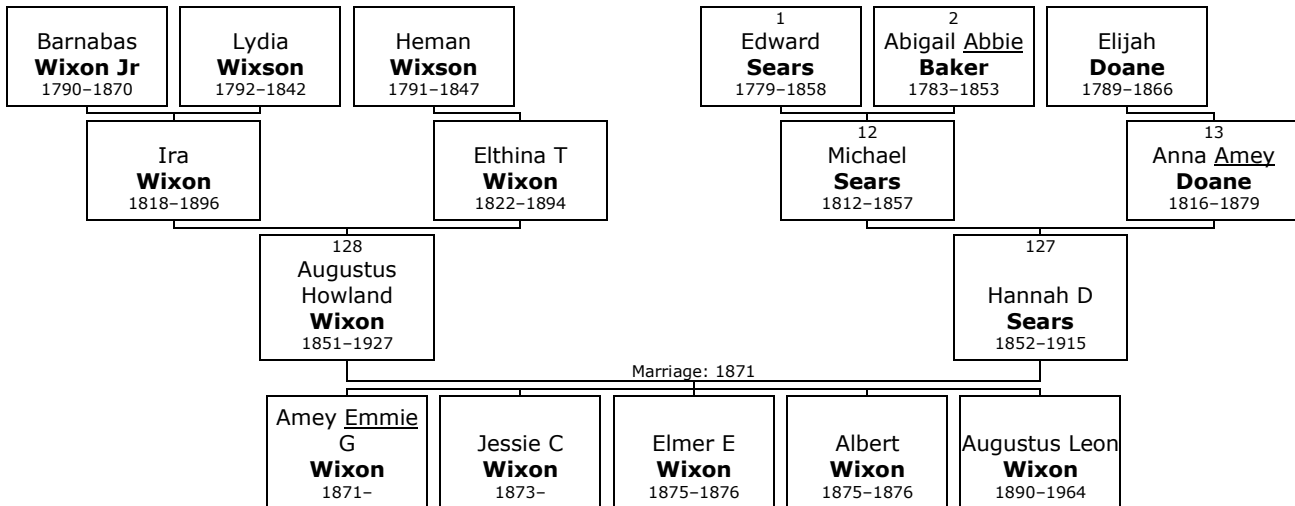 Barnabas
Wixon Jr
1790–1870
Lydia
Wixson
1792–1842
Heman
Wixson
1791–1847
1
Edward
Sears
1779–1858
2
Abigail Abbie
Baker
1783–1853
Elijah
Doane
1789–1866
Ira
Wixon
1818–1896
Elthina T
Wixon
1822–1894
12
Michael
Sears
1812–1857
13
Anna Amey
Doane
1816–1879
128
Augustus
Howland
Wixon
1851–1927
127
Hannah D
Sears
1852–1915
Marriage: 1871
Amey Emmie
G
Wixon
1871–
Jessie C
Wixon
1873–
Elmer E
Wixon
1875–1876
Albert
Wixon
1875–1876
Augustus Leon
Wixon
1890–1964